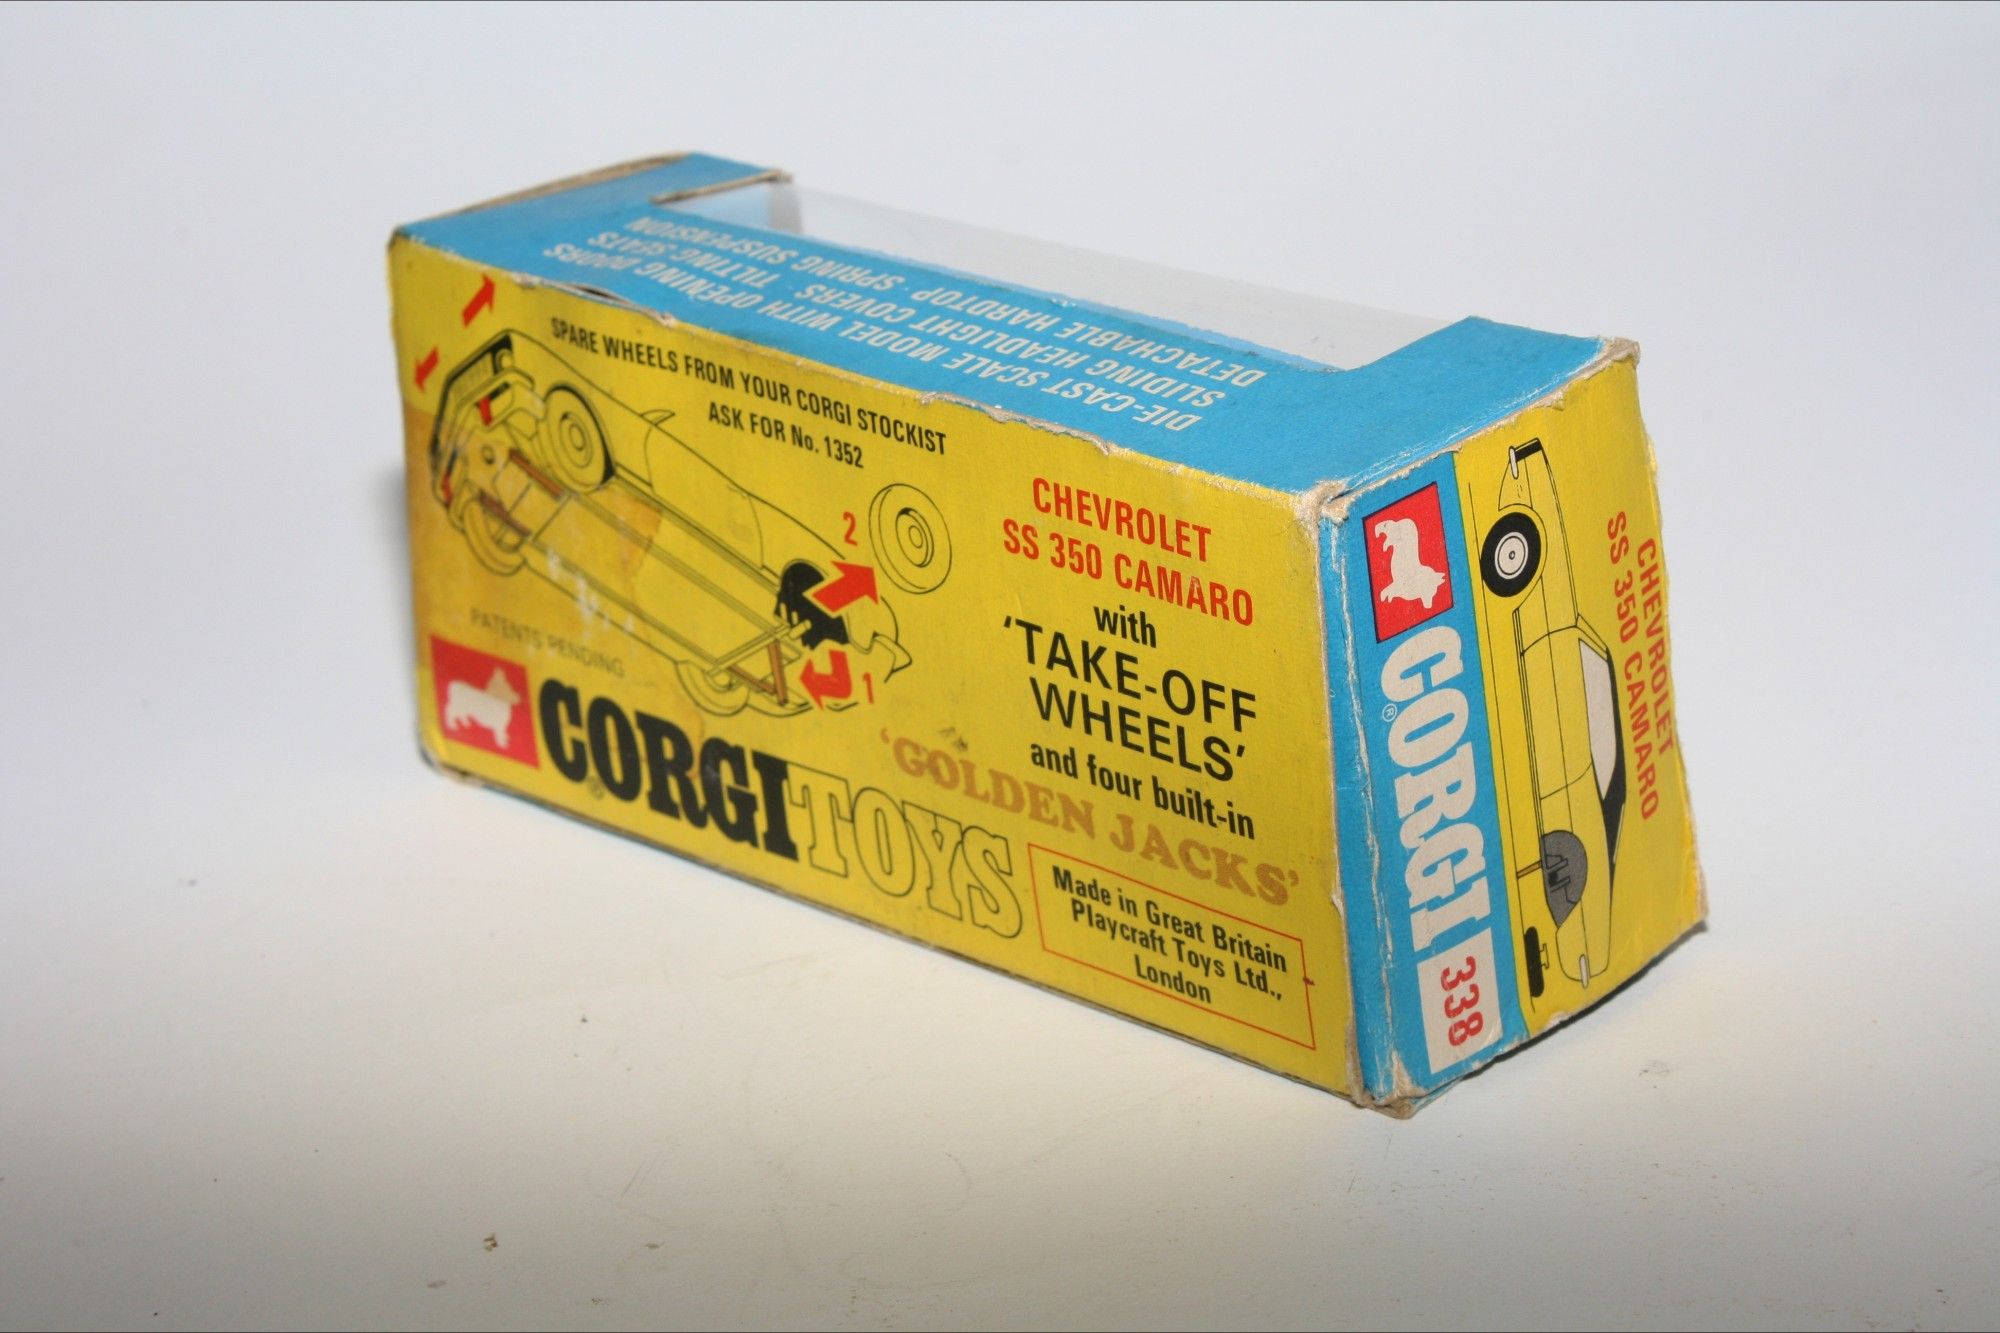 DIE-CAST SCALE MODEL WITH OPENING DOORS
SLIDING HEADLIGHT COVERS · TILTING SEATS
DETACHABLE HARDTOP · SPRING SUSPENSION
SPARE WHEELS FROM YOUR CORGI STOCKIST
ASK FOR No. 1352
2
1
PATENTS PENDING
CORGI TOYS
®
CHEVROLET
SS 350 CAMARO
with
‘TAKE-OFF
WHEELS’
and four built-in
‘GOLDEN JACKS’
Made in Great Britain
Playcraft Toys Ltd.,
London
CORGI
®
338
CHEVROLET
SS 350 CAMARO